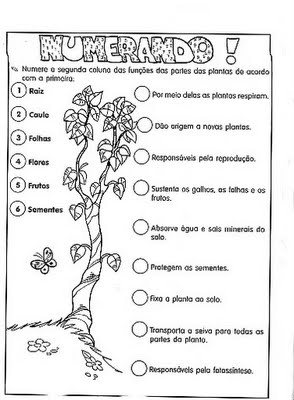 NUMERANDO!
Numere a segunda coluna das funções das partes das plantas de acordo
com a primeira:
1 Raiz
2 Caule
3 Folhas
4 Flores
5 Frutos
6 Sementes
Por meio delas as plantas respiram.
Dão origem a novas plantas.
Responsáveis pela reprodução.
Sustenta os galhos, as folhas e os
frutos.
Absorve água e sais minerais do
solo.
Protegem as sementes.
Fixa a planta ao solo.
Transporta a seiva para todas as
partes da planta.
Responsáveis pela fotossíntese.